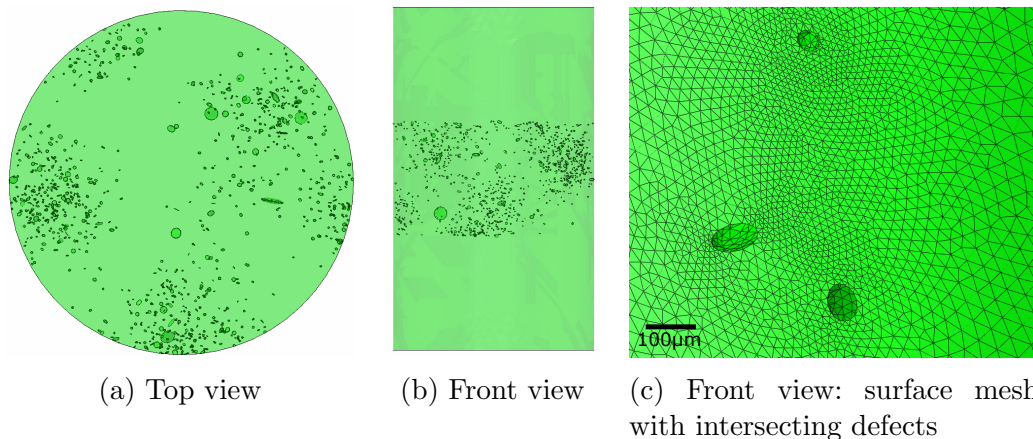 100μm
(a) Top view
(b) Front view
(c) Front view: surface mesh
with intersecting defects